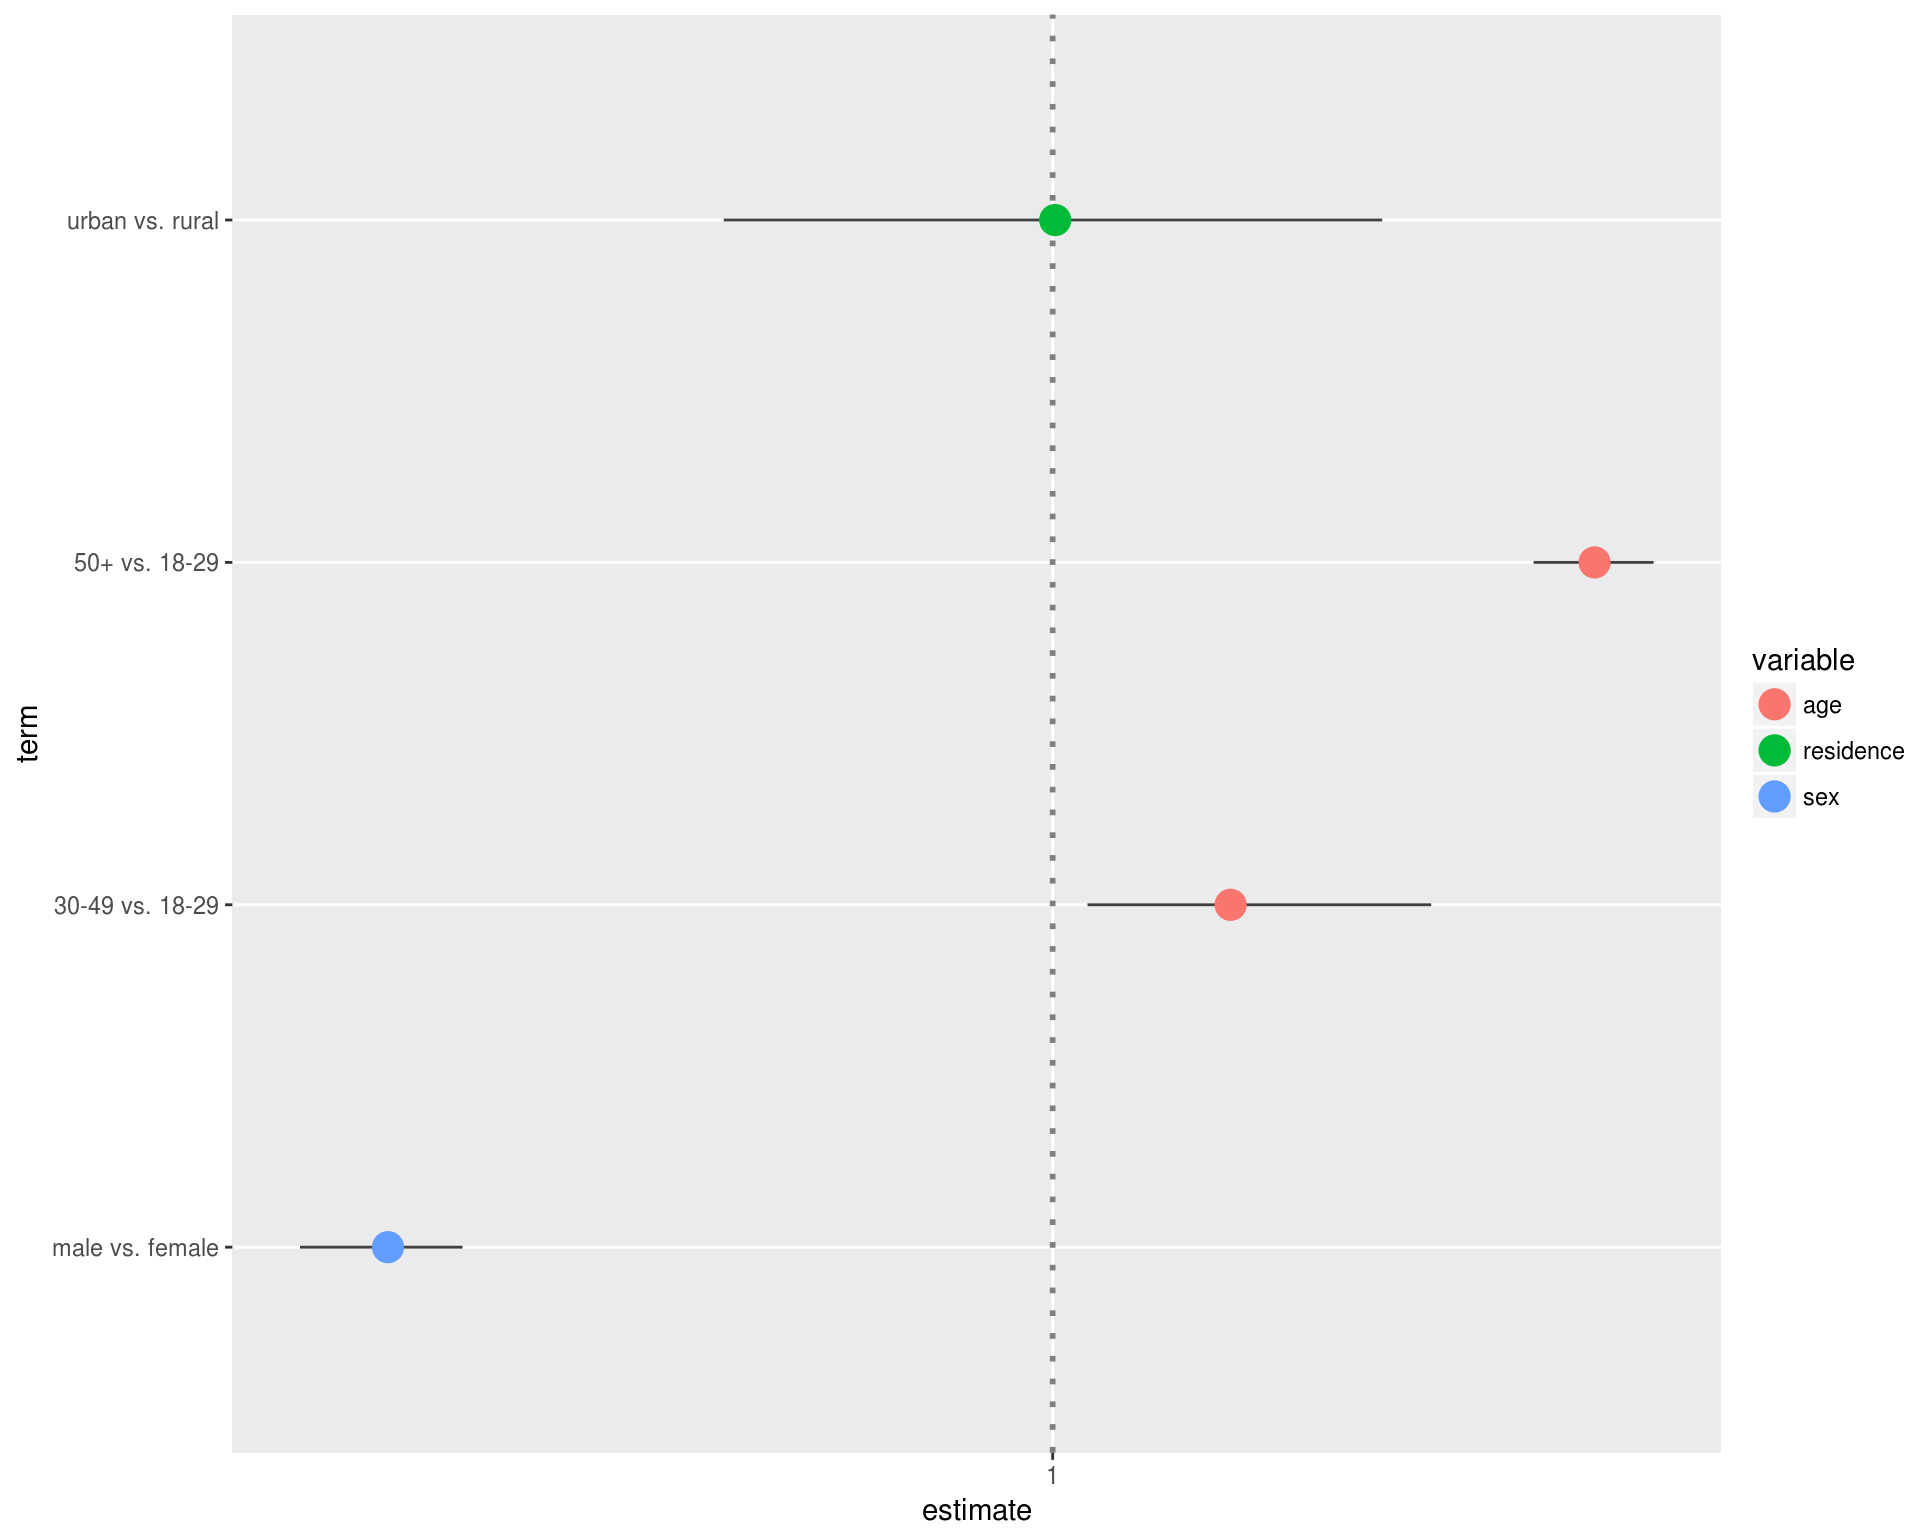 urban vs. rural
50+ vs. 18-29
30-49 vs. 18-29
male vs. female
term
1
estimate
variable
age
residence
sex